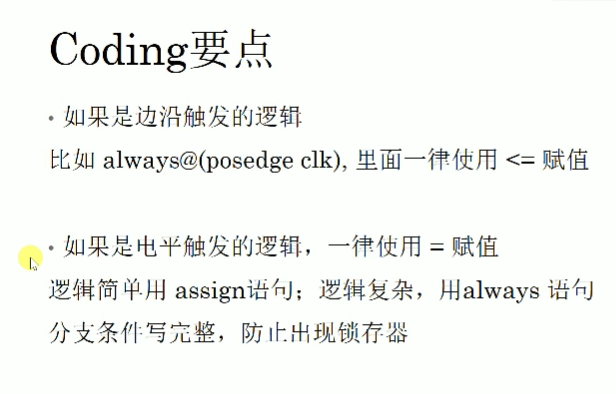 Coding要点
• 如果是边沿触发的逻辑
比如 always@(posedge clk), 里面一律使用 <= 赋值
• 如果是电平触发的逻辑，一律使用 = 赋值
逻辑简单用 assign语句；逻辑复杂，用always 语句
分支条件写完整，防止出现锁存器